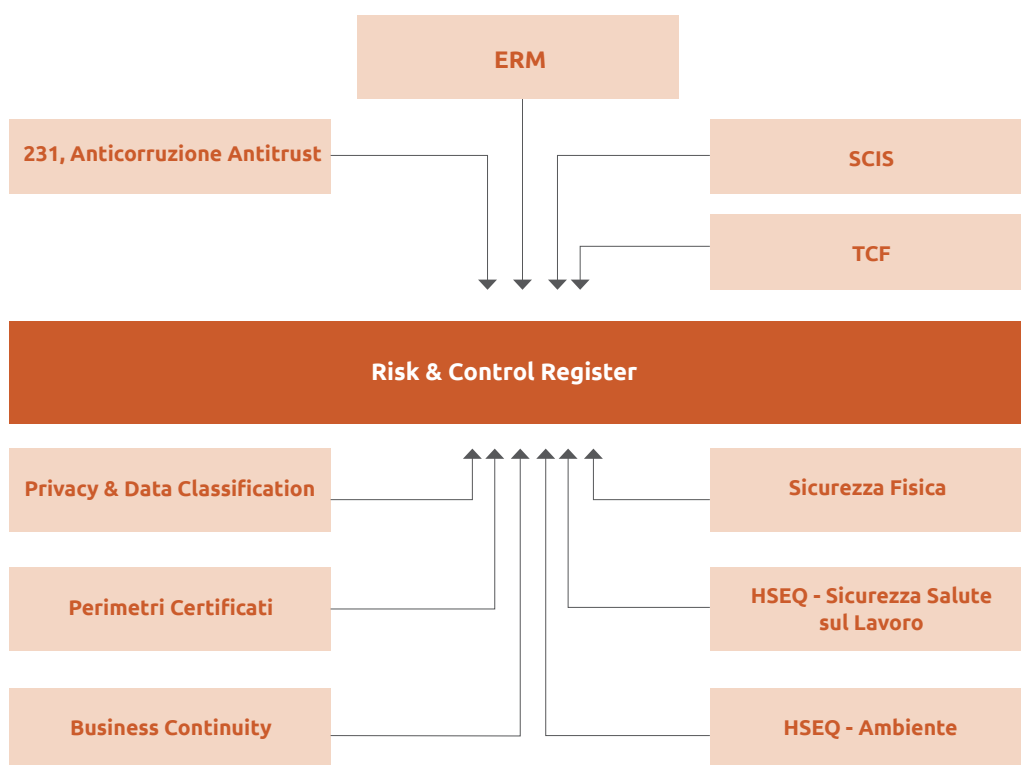 ERM
231, Anticorruzione Antitrust
SCIS
TCF
Risk & Control Register
Privacy & Data Classification
Sicurezza Fisica
Perimetri Certificati
HSEQ - Sicurezza Salute
sul Lavoro
Business Continuity
HSEQ - Ambiente